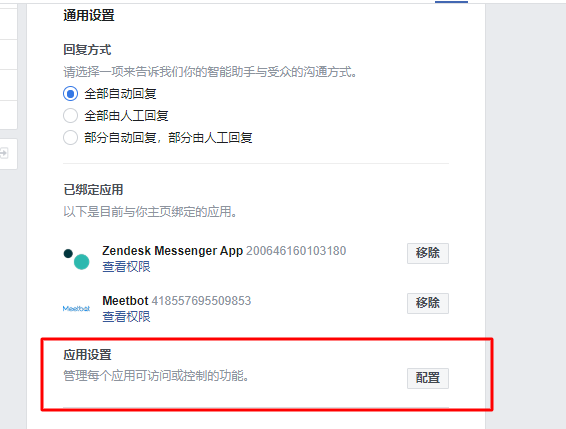 通用设置
回复方式
请选择一项来告诉我们你的智能助手与受众的沟通方式。
全部自动回复
全部由人工回复
部分自动回复，部分由人工回复
已绑定应用
以下是目前与你主页绑定的应用。
Zendesk Messenger App 200646160103180
移除
查看权限
Meetbot
Meetbot 418557695509853
移除
查看权限
应用设置
管理每个应用可访问或控制的功能。
配置